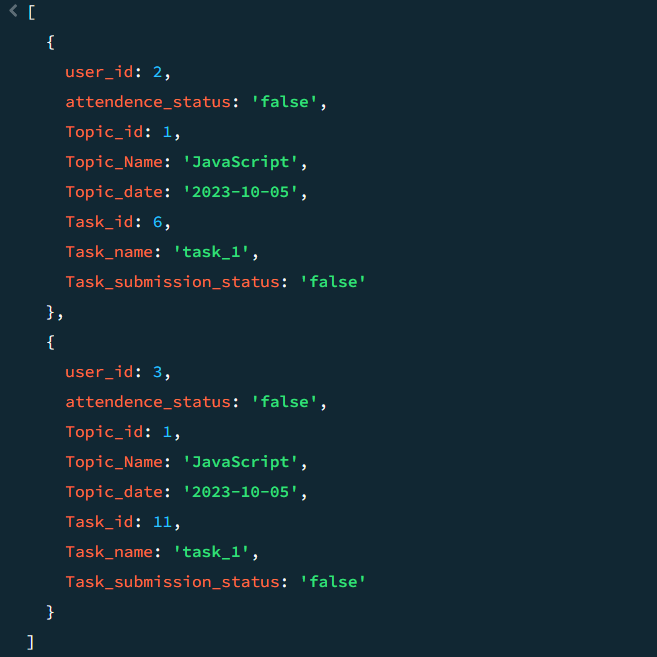 [
{
user_id: 2,
attendence_status: 'false',
Topic_id: 1,
Topic_Name: 'JavaScript',
Topic_date: '2023-10-05',
Task_id: 6,
Task_name: 'task_1',
Task_submission_status: 'false'
},
{
user_id: 3,
attendence_status: 'false',
Topic_id: 1,
Topic_Name: 'JavaScript',
Topic_date: '2023-10-05',
Task_id: 11,
Task_name: 'task_1',
Task_submission_status: 'false'
}
]